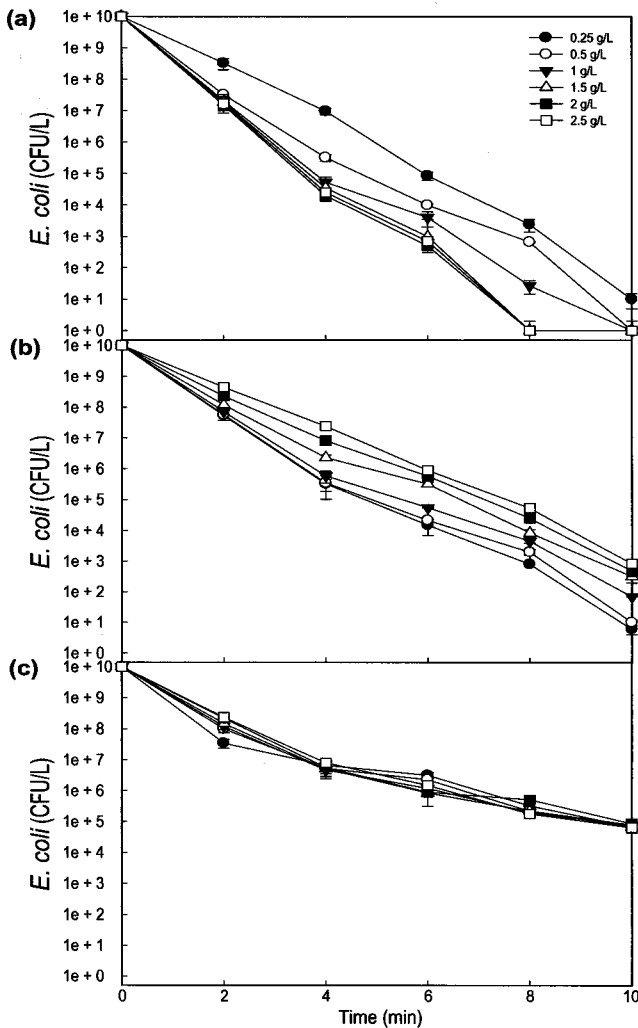 (a)
1e + 10
1e + 9
1e + 8
1e + 7
1e + 6
1e + 5
1e + 4
1e + 3
1e + 2
1e + 1
1e + 0
E. coli (CFU/L)
0.25 g/L
0.5 g/L
1 g/L
1.5 g/L
2 g/L
2.5 g/L
(b)
1e + 10
1e + 9
1e + 8
1e + 7
1e + 6
1e + 5
1e + 4
1e + 3
1e + 2
1e + 1
1e + 0
E. coli (CFU/L)
(c)
1e + 10
1e + 9
1e + 8
1e + 7
1e + 6
1e + 5
1e + 4
1e + 3
1e + 2
1e + 1
1e + 0
E. coli (CFU/L)
0 2 4 6 8 10
Time (min)